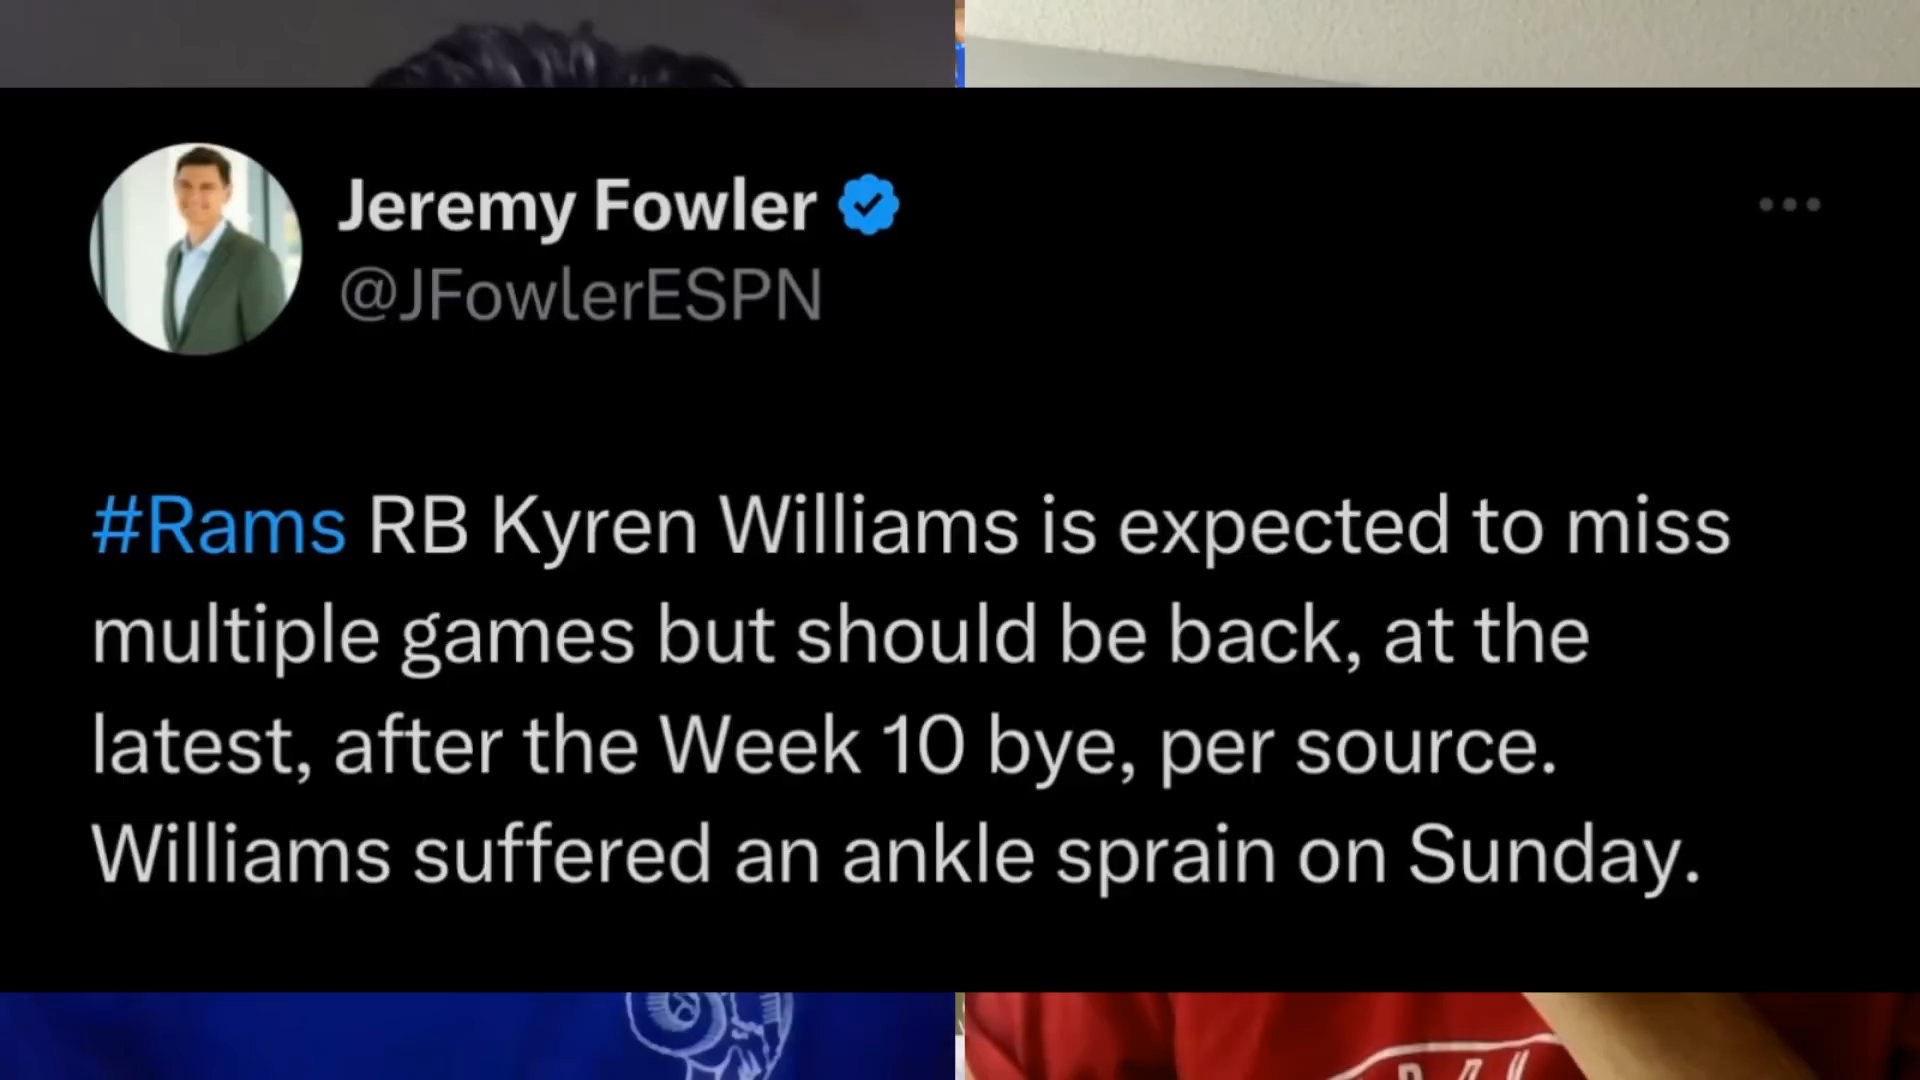 Jeremy Fowler
@JFowlerESPN
#Rams RB Kyren Williams is expected to miss
multiple games but should be back, at the
latest, after the Week 10 bye, per source.
Williams suffered an ankle sprain on Sunday.